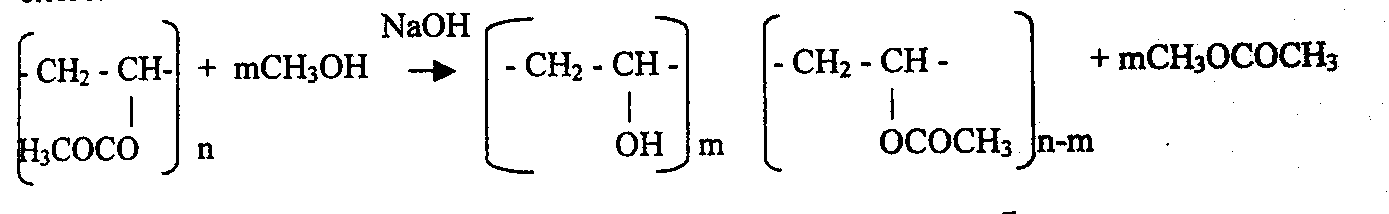 NaOH
- CH₂ - CH- + mCH₃OH → - CH₂ - CH - - CH₂ - CH - + mCH₃OCOCH₃
H₃COCO n OH m OCOCH₃ n-m